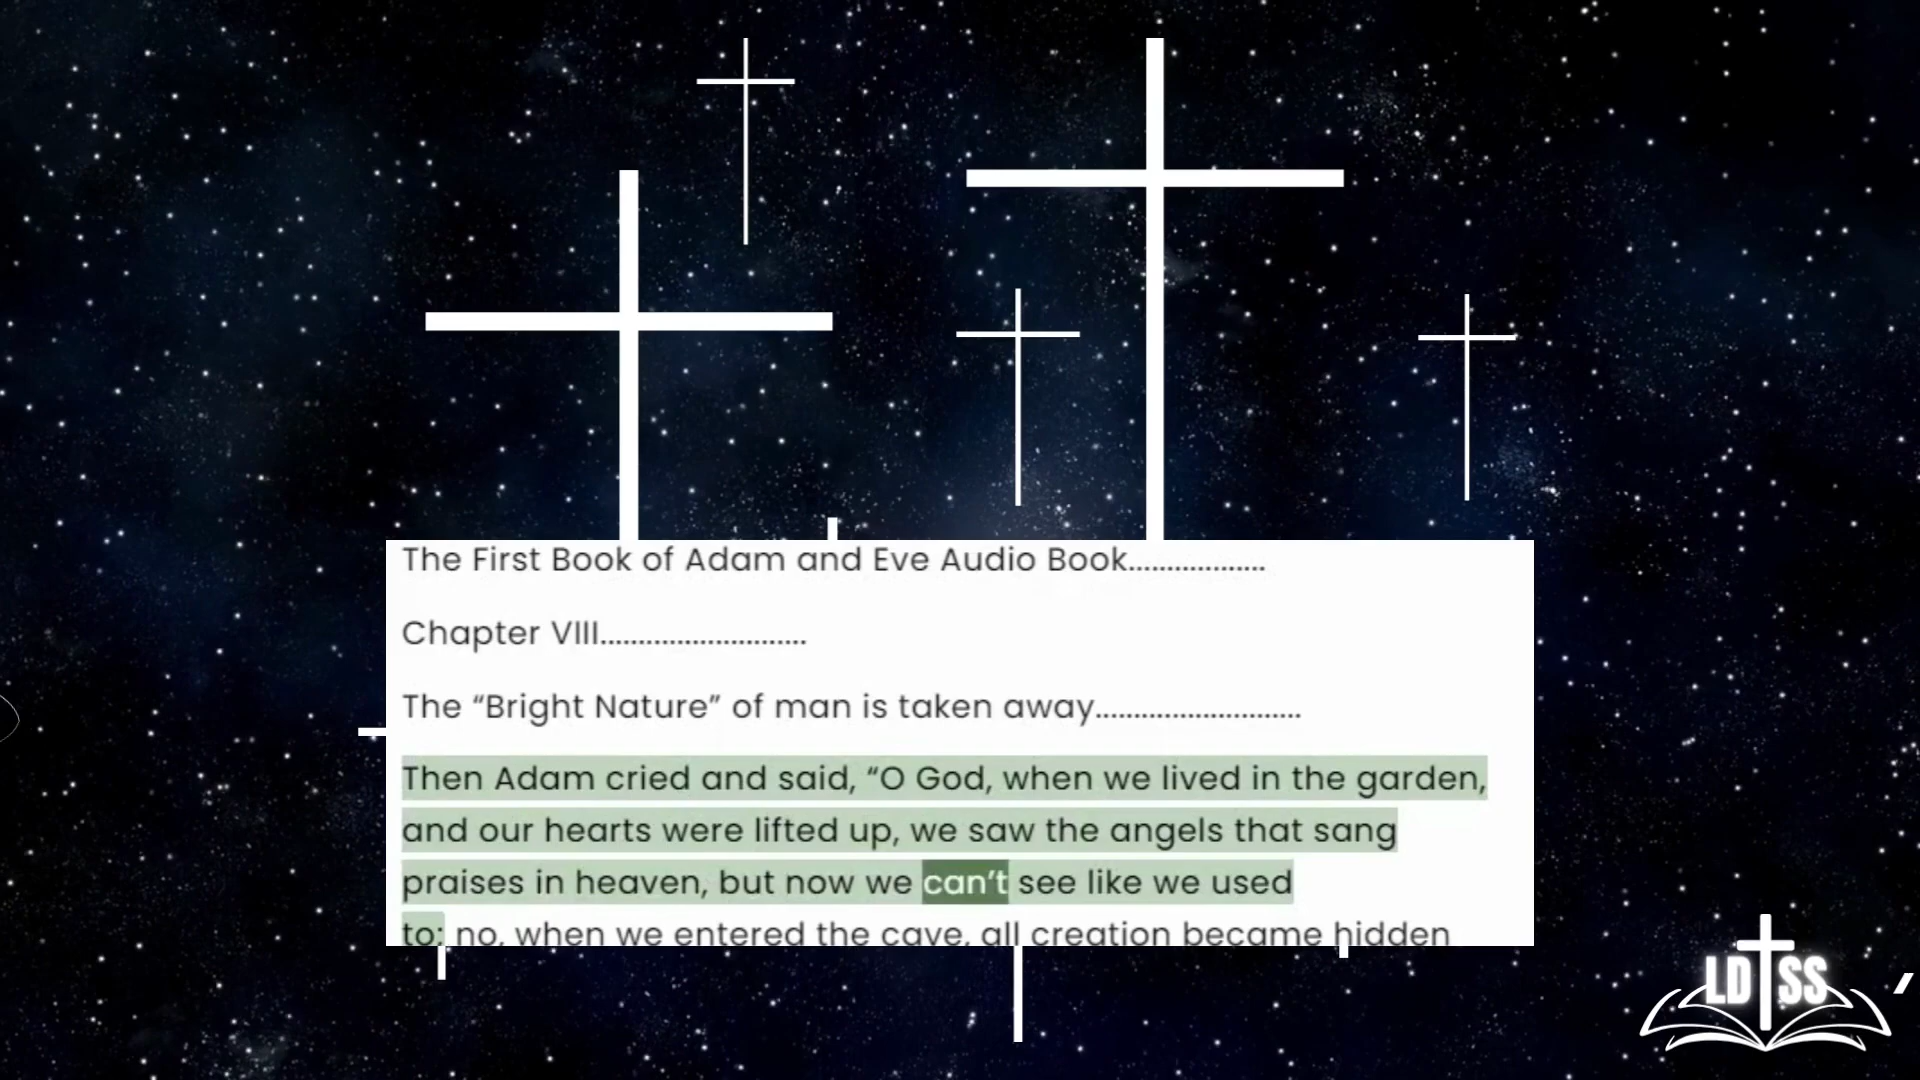 The First Book of Adam and Eve Audio Book..................
Chapter VIII...........................
The “Bright Nature” of man is taken away...........................
Then Adam cried and said, “O God, when we lived in the garden,
and our hearts were lifted up, we saw the angels that sang
praises in heaven, but now we can’t see like we used
to; no, when we entered the cave, all creation became hidden
LD SS